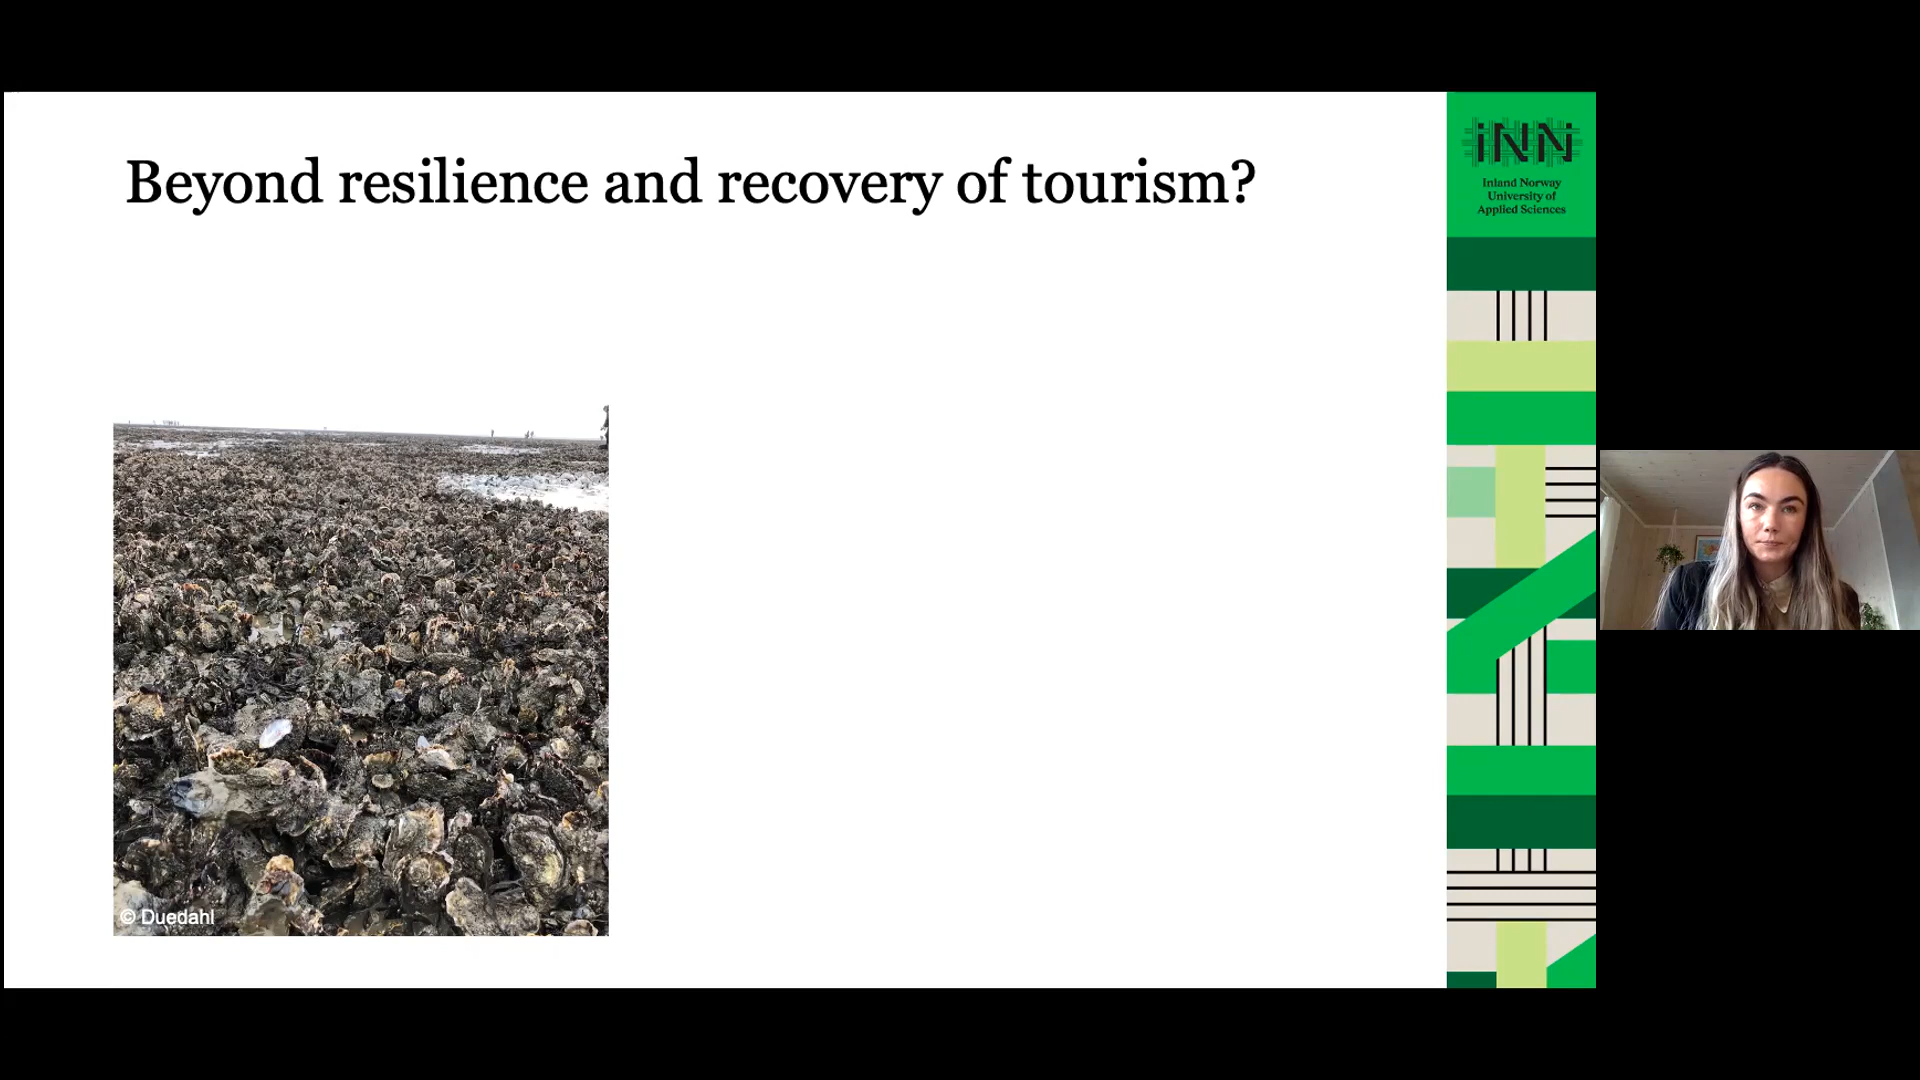 Beyond resilience and recovery of tourism?
iNN
Inland Norway
University of
Applied Sciences
© Duedahl